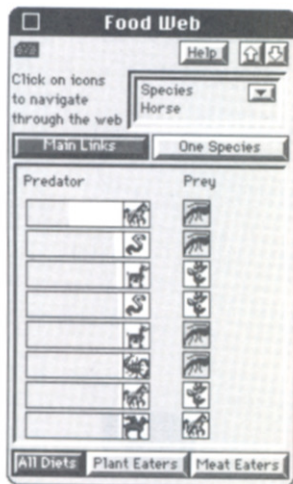 Food Web
Help
Click on icons
to navigate
through the web
Species
Horse
Main Links
One Species
Predator Prey
All Diets Plant Eaters Meat Eaters